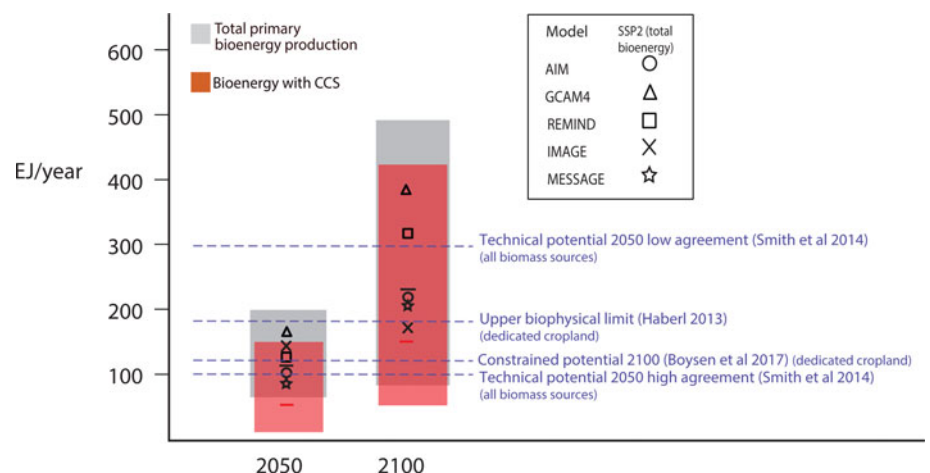 Total primary
bioenergy production
Bioenergy with CCS
EJ/year
600
500
400
300
200
100
2050
2100
Model
SSP2 (total
bioenergy)
AIM
GCAM4
REMIND
IMAGE
MESSAGE
Technical potential 2050 low agreement (Smith et al 2014)
(all biomass sources)
Upper biophysical limit (Haberl 2013)
(dedicated cropland)
Constrained potential 2100 (Boysen et al 2017) (dedicated cropland)
Technical potential 2050 high agreement (Smith et al 2014)
(all biomass sources)